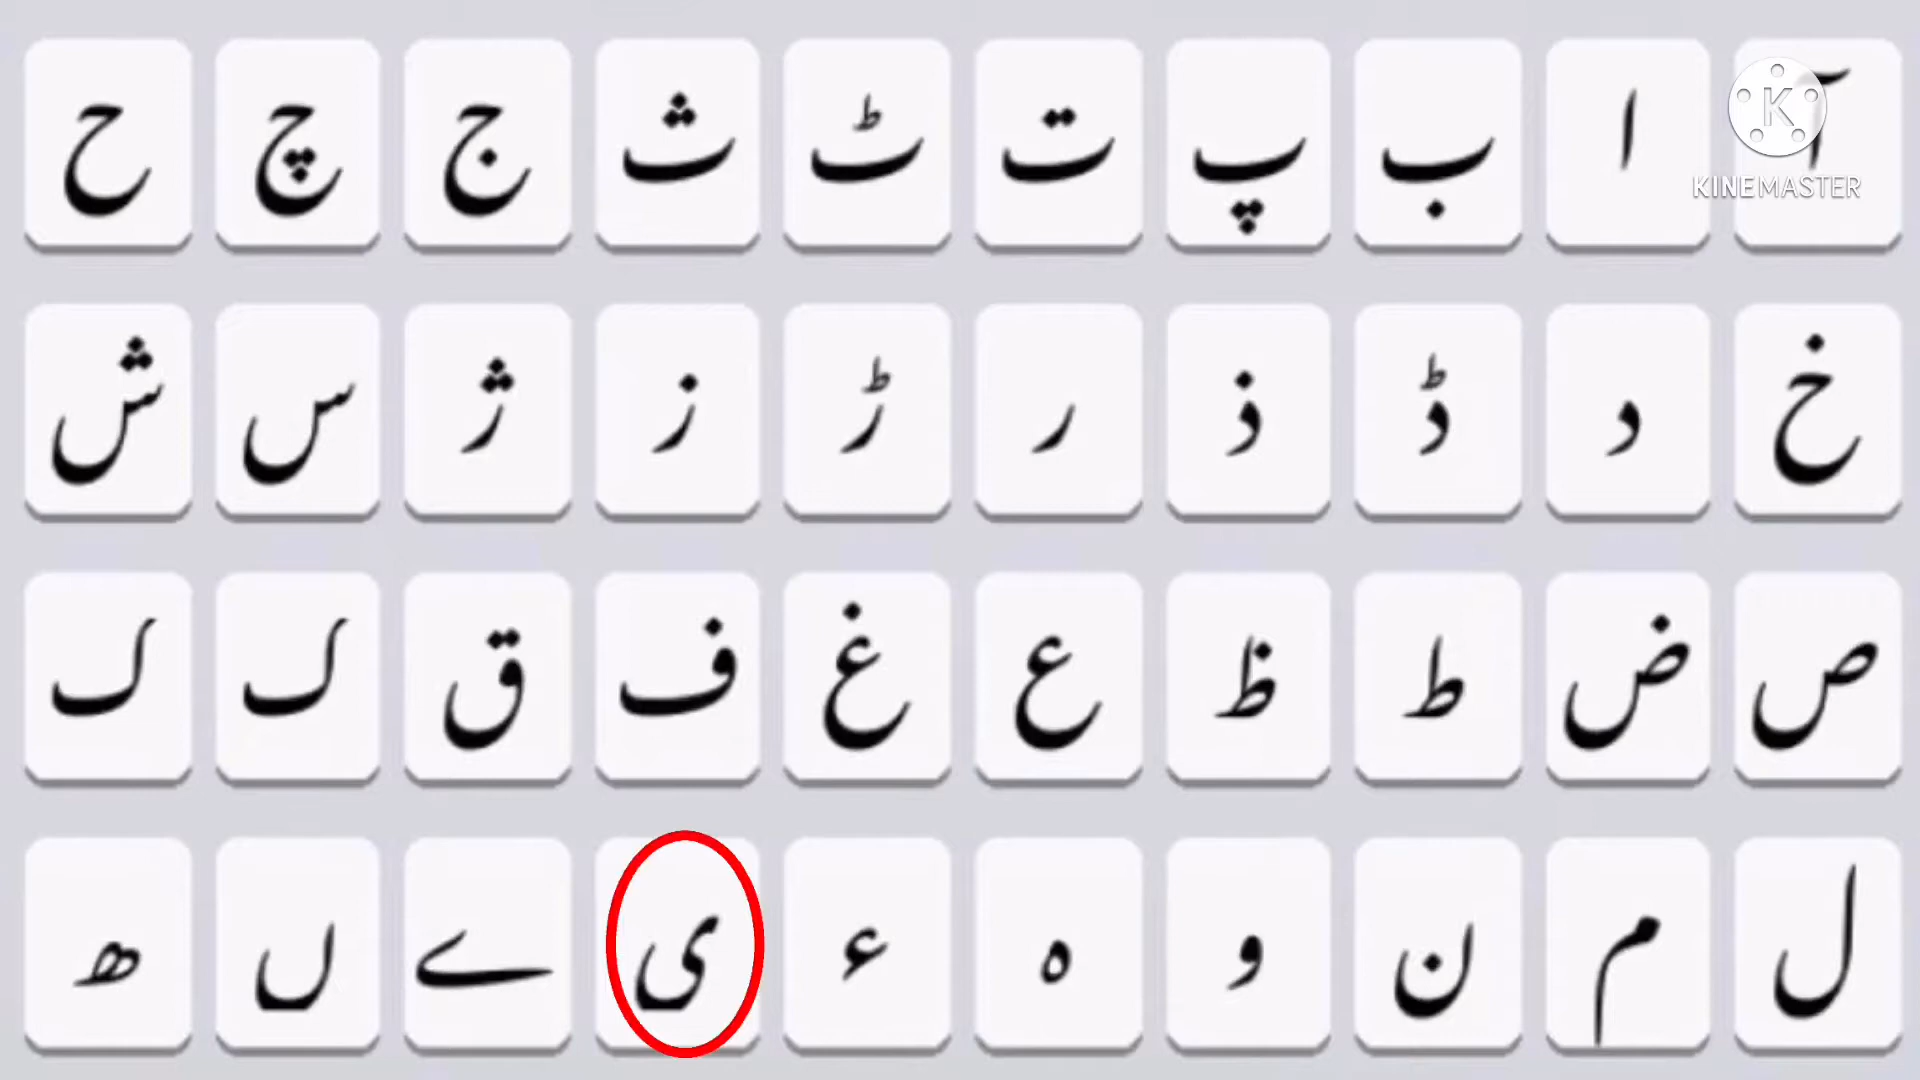 آ ا ب پ ت ٹ ث ج چ ح
خ د ڈ ذ ر ڑ ز ژ س ش
ص ض ط ظ ع غ ف ق ک ک
ل م ن و ہ ء ی ے ں ھ
K
KINEMASTER